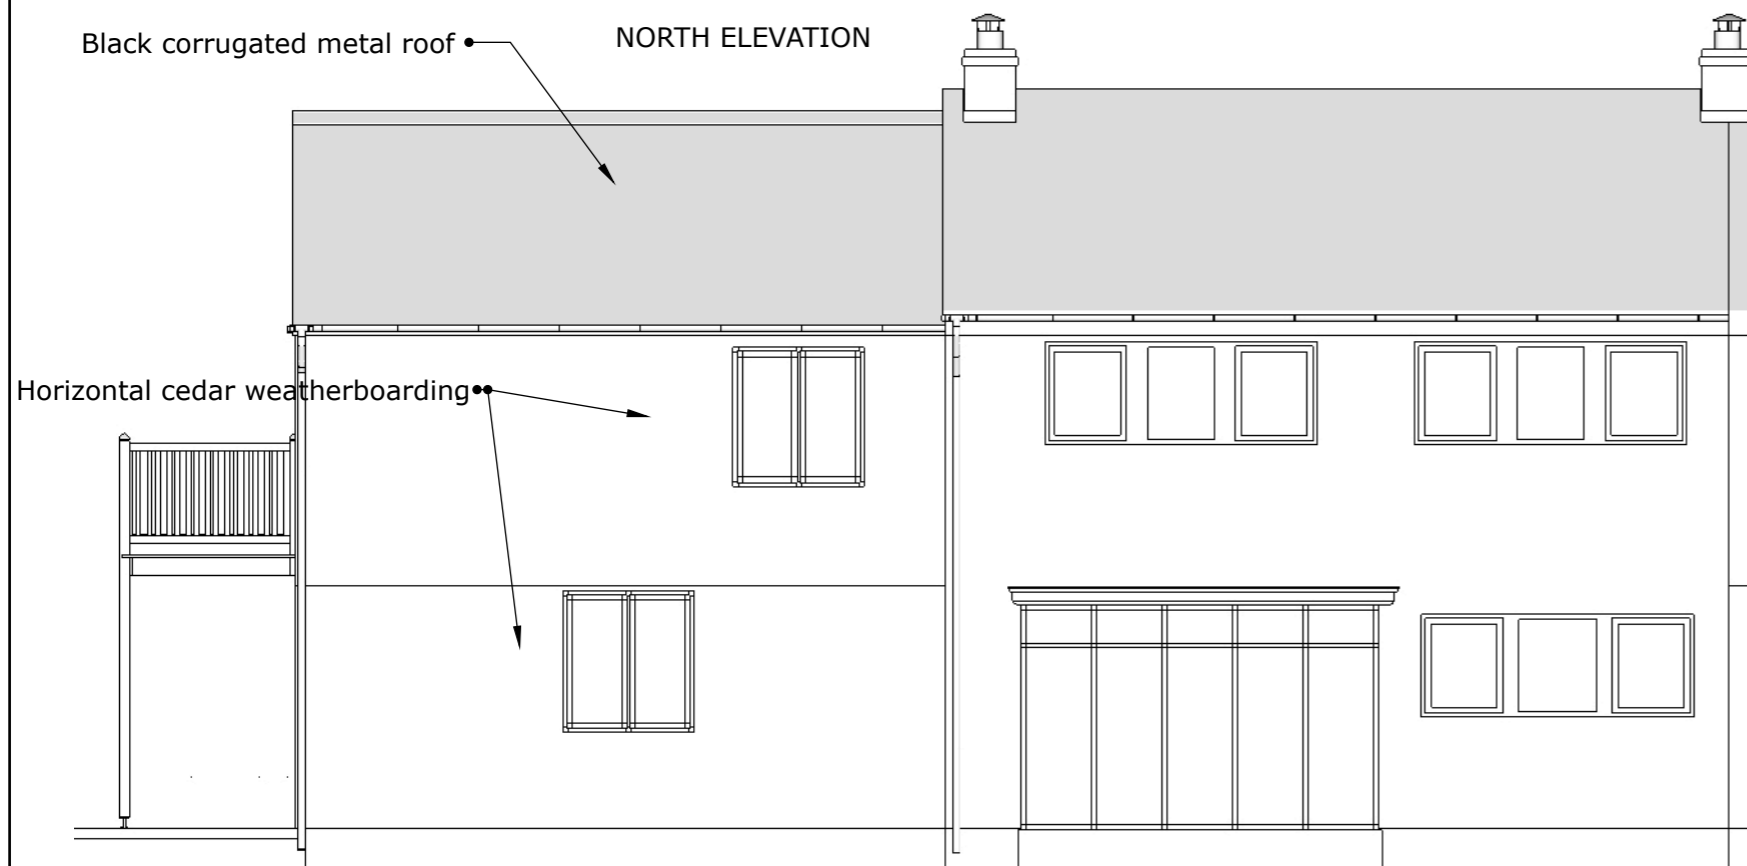 NORTH ELEVATION
Black corrugated metal roof
Horizontal cedar weatherboarding